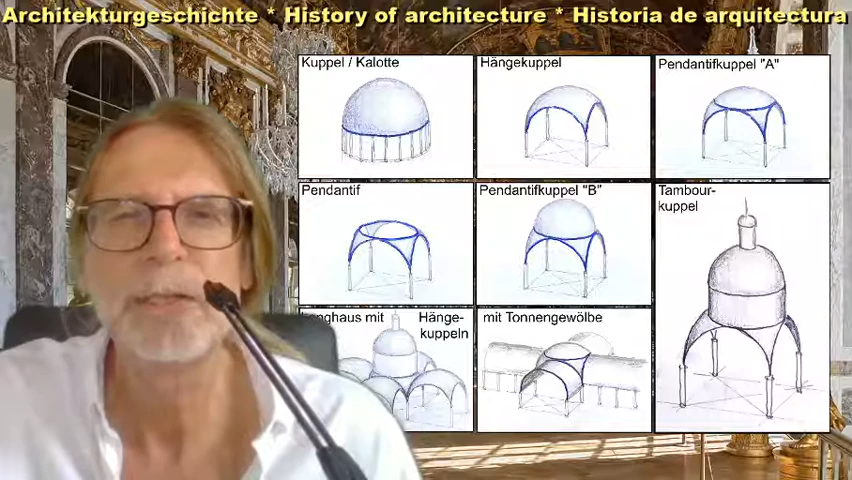 Architekturgeschichte * History of architecture * Historia de arquitectura
Kuppel / Kalotte
Hängekuppel
Pendantifkuppel "A"
Pendantif
Pendantifkuppel "B"
Tambour-
kuppel
mit Hänge-
kuppeln
mit Tonnengewölbe